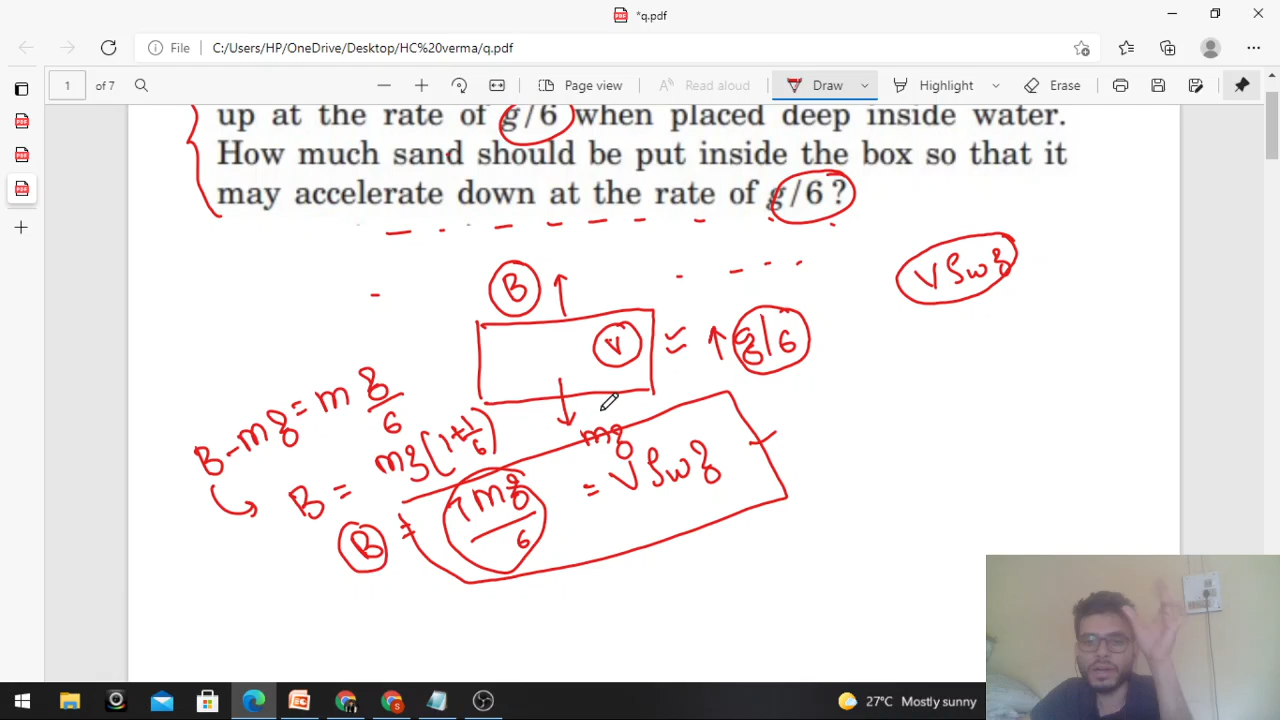 *q.pdf
File C:/Users/HP/OneDrive/Desktop/HC%20verma/q.pdf
1 of 7 Page view Read aloud Draw Highlight Erase
up at the rate of g/6 when placed deep inside water.
How much sand should be put inside the box so that it
may accelerate down at the rate of g/6 ?
VSwg
B
V
g/6
B-mg=m g/6
mg
B = mg(1+1/6)
B = 7mg/6 = VSwg
27°C Mostly sunny